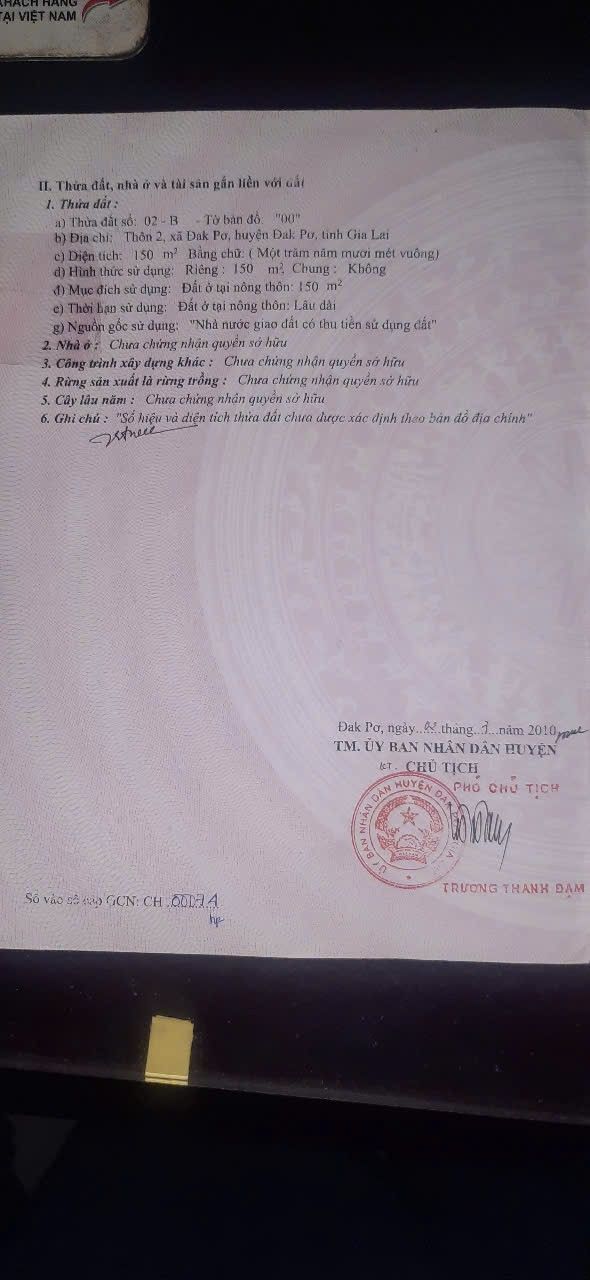 KHÁCH HÀNG
TẠI VIỆT NAM
II. Thửa đất, nhà ở và tài sản gắn liền với đất
1. Thửa đất :
a) Thửa đất số: 02 - B - Tờ bản đồ: "00"
b) Địa chỉ: Thôn 2, xã Đak Pơ, huyện Đak Pơ, tỉnh Gia Lai
c) Diện tích: 150 m² Bằng chữ: ( Một trăm năm mươi mét vuông)
d) Hình thức sử dụng: Riêng : 150 m², Chung : Không
đ) Mục đích sử dụng: Đất ở tại nông thôn: 150 m²
e) Thời hạn sử dụng: Đất ở tại nông thôn: Lâu dài
g) Nguồn gốc sử dụng: "Nhà nước giao đất có thu tiền sử dụng đất"
2. Nhà ở : Chưa chứng nhận quyền sở hữu
3. Công trình xây dựng khác : Chưa chứng nhận quyền sở hữu
4. Rừng sản xuất là rừng trồng : Chưa chứng nhận quyền sở hữu
5. Cây lâu năm : Chưa chứng nhận quyền sở hữu
6. Ghi chú : "Số hiệu và diện tích thửa đất chưa được xác định theo bản đồ địa chính"
Đak Pơ, ngày tháng năm 2010
TM. ỦY BAN NHÂN DÂN HUYỆN
KT. CHỦ TỊCH
PHÓ CHỦ TỊCH
ỦY BAN NHÂN DÂN HUYỆN
TRƯƠNG THANH ĐẠM
Số vào sổ cấp GCN: CH